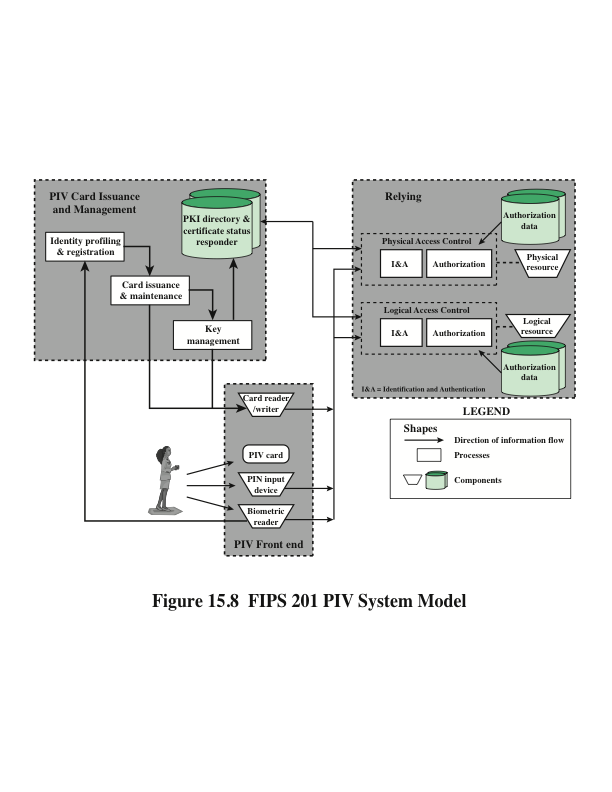 PIV Card Issuance
and Management
PKI directory &
certificate status
responder
Identity profiling
& registration
Card issuance
& maintenance
Key
management
Relying
Authorization
data
Physical Access Control
I&A
Authorization
Physical
resource
Logical Access Control
I&A
Authorization
Logical
resource
Authorization
data
I&A = Identification and Authentication
Card reader
/writer
PIV card
PIN input
device
Biometric
reader
PIV Front end
LEGEND
Shapes
Direction of information flow
Processes
Components
Figure 15.8 FIPS 201 PIV System Model